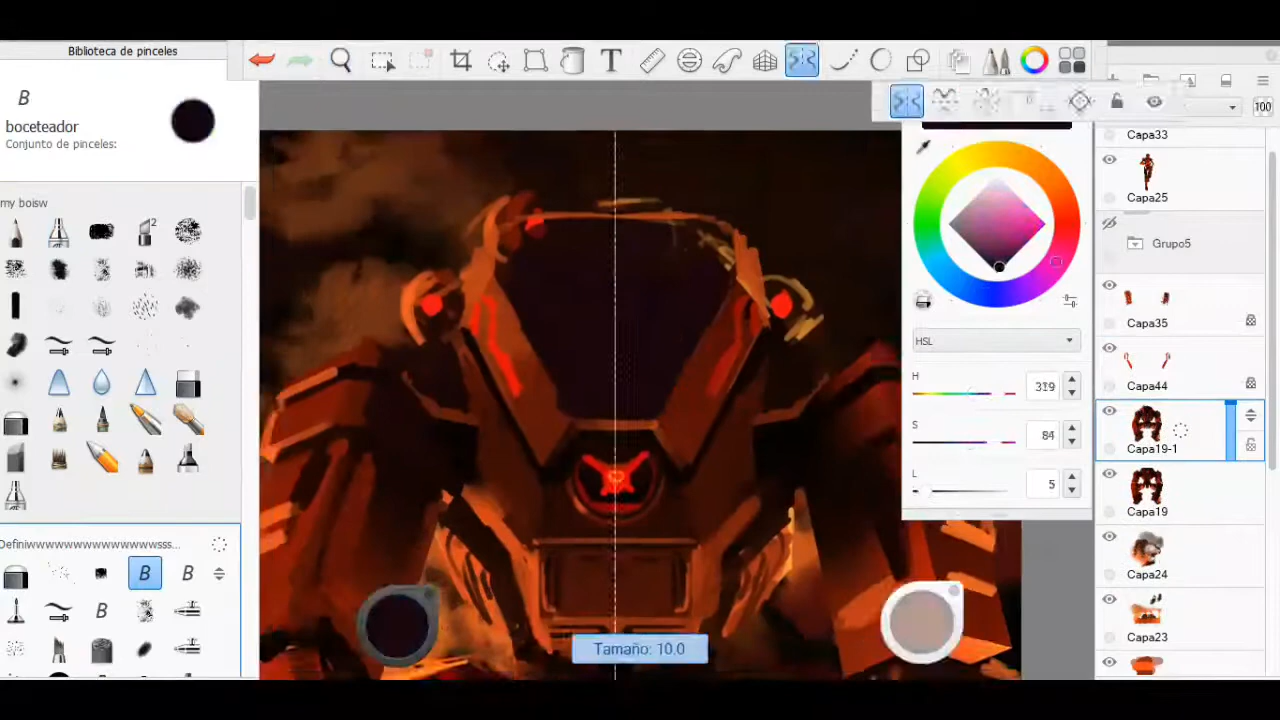 Biblioteca de pinceles
B
boceteador
Conjunto de pinceles:
my boisw
2
T
100
Capa33
Capa25
Grupo5
Capa35
Capa44
Capa19-1
Capa19
Capa24
Capa23
HSL
H
319
S
84
L
5
Definiwwwwwwwwwwwwwwsss...
B
B
B
Tamaño: 10.0